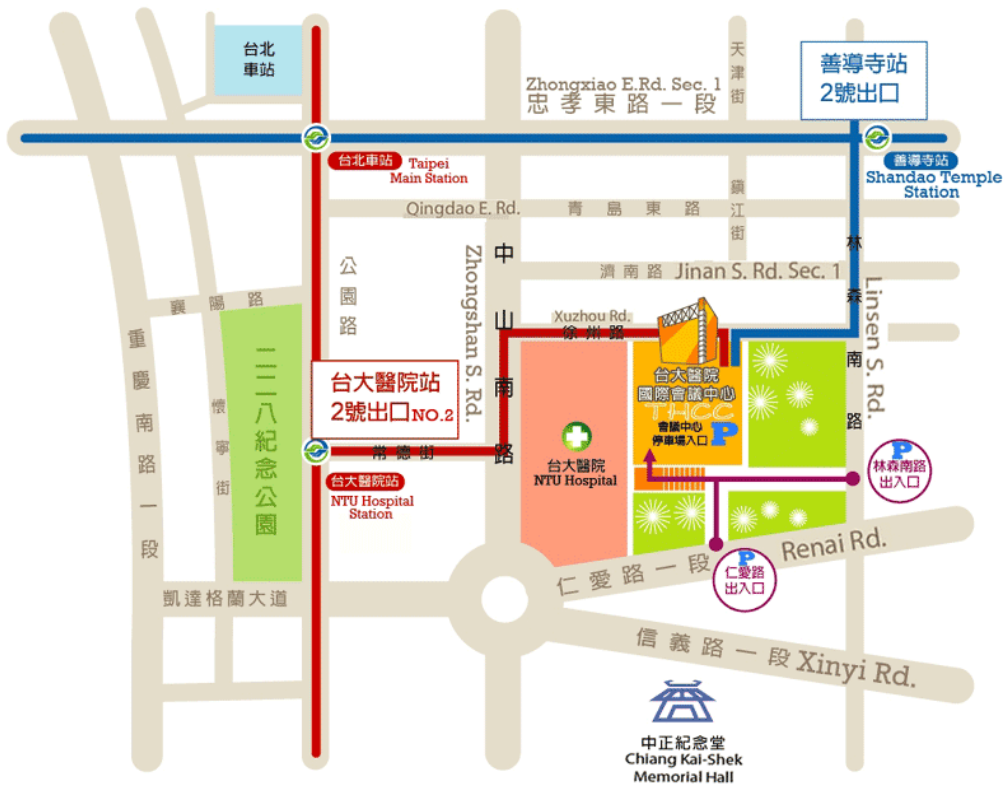 台北
車站
Zhongxiao E.Rd. Sec. 1
忠孝東路一段
天津街
善導寺站
2號出口
台北車站
Taipei
Main Station
善導寺站
Shandao Temple
Station
Qingdao E. Rd.
青島東路
鎮江街
公園路
中山南路
Zhongshan S. Rd.
濟南路 Jinan S. Rd. Sec. 1
林森南路
Linsen S. Rd.
襄陽路
Xuzhou Rd.
徐州路
重慶南路一段
懷寧街
二二八紀念公園
台大醫院站
2號出口NO.2
常德街
台大醫院站
NTU Hospital
Station
台大醫院
NTU Hospital
台大醫院
國際會議中心
THCC
會議中心
停車場入口 P
P
林森南路
出入口
P
仁愛路
出入口
仁愛路一段 Renai Rd.
凱達格蘭大道
信義路一段 Xinyi Rd.
中正紀念堂
Chiang Kai-Shek
Memorial Hall